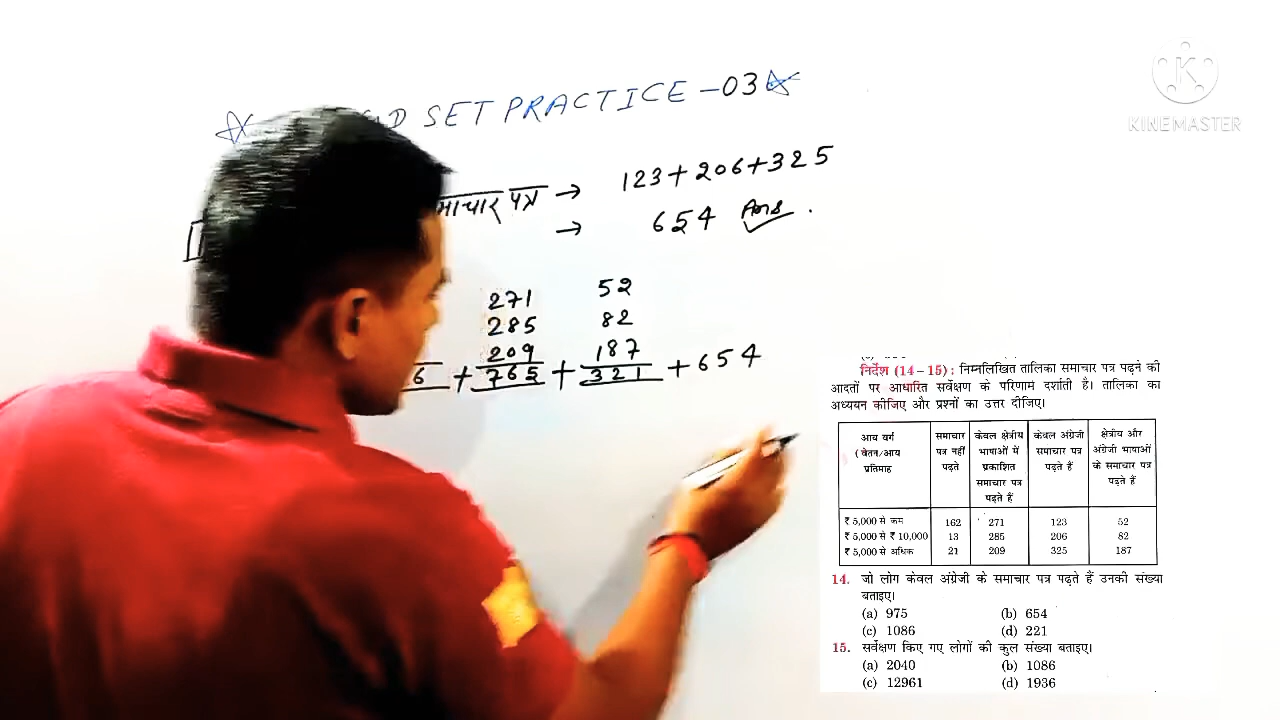 KINEMASTER
SET PRACTICE -03
पत्र → 123+206+325
→ 654 Ans.
271 52
285 82
209 187
6 + 765 + 321 + 654
निर्देश (14 – 15) : निम्नलिखित तालिका समाचार पत्र पढ़ने की
आदतों पर आधारित सर्वेक्षण के परिणाम दर्शाती है। तालिका का
अध्ययन कीजिए और प्रश्नों का उत्तर दीजिए।
आय वर्ग
(वेतन/आय
प्रतिमाह
समाचार
पत्र नहीं
पढ़ते
केवल क्षेत्रीय
भाषाओं में
प्रकाशित
समाचार पत्र
पढ़ते हैं
केवल अंग्रेजी
समाचार पत्र
पढ़ते हैं
क्षेत्रीय और
अंग्रेजी भाषाओं
के समाचार पत्र
पढ़ते हैं
₹ 5,000 से कम 162 271 123 52
₹ 5,000 से ₹ 10,000 13 285 206 82
₹ 5,000 से अधिक 21 209 325 187
14. जो लोग केवल अंग्रेजी के समाचार पत्र पढ़ते हैं उनकी संख्या
बताइए।
(a) 975 (b) 654
(c) 1086 (d) 221
15. सर्वेक्षण किए गए लोगों की कुल संख्या बताइए।
(a) 2040 (b) 1086
(c) 12961 (d) 1936